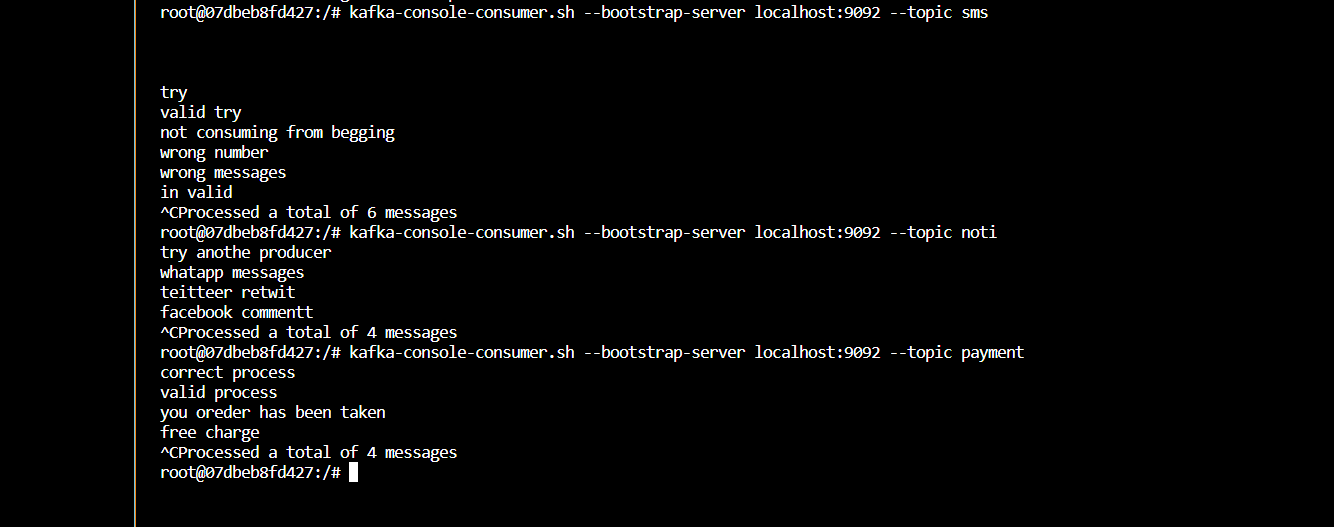 root@07dbeb8fd427:/# kafka-console-consumer.sh --bootstrap-server localhost:9092 --topic sms
try
valid try
not consuming from begging
wrong number
wrong messages
in valid
^CProcessed a total of 6 messages
root@07dbeb8fd427:/# kafka-console-consumer.sh --bootstrap-server localhost:9092 --topic noti
try anothe producer
whatapp messages
teitteer retwit
facebook commentt
^CProcessed a total of 4 messages
root@07dbeb8fd427:/# kafka-console-consumer.sh --bootstrap-server localhost:9092 --topic payment
correct process
valid process
you oreder has been taken
free charge
^CProcessed a total of 4 messages
root@07dbeb8fd427:/#